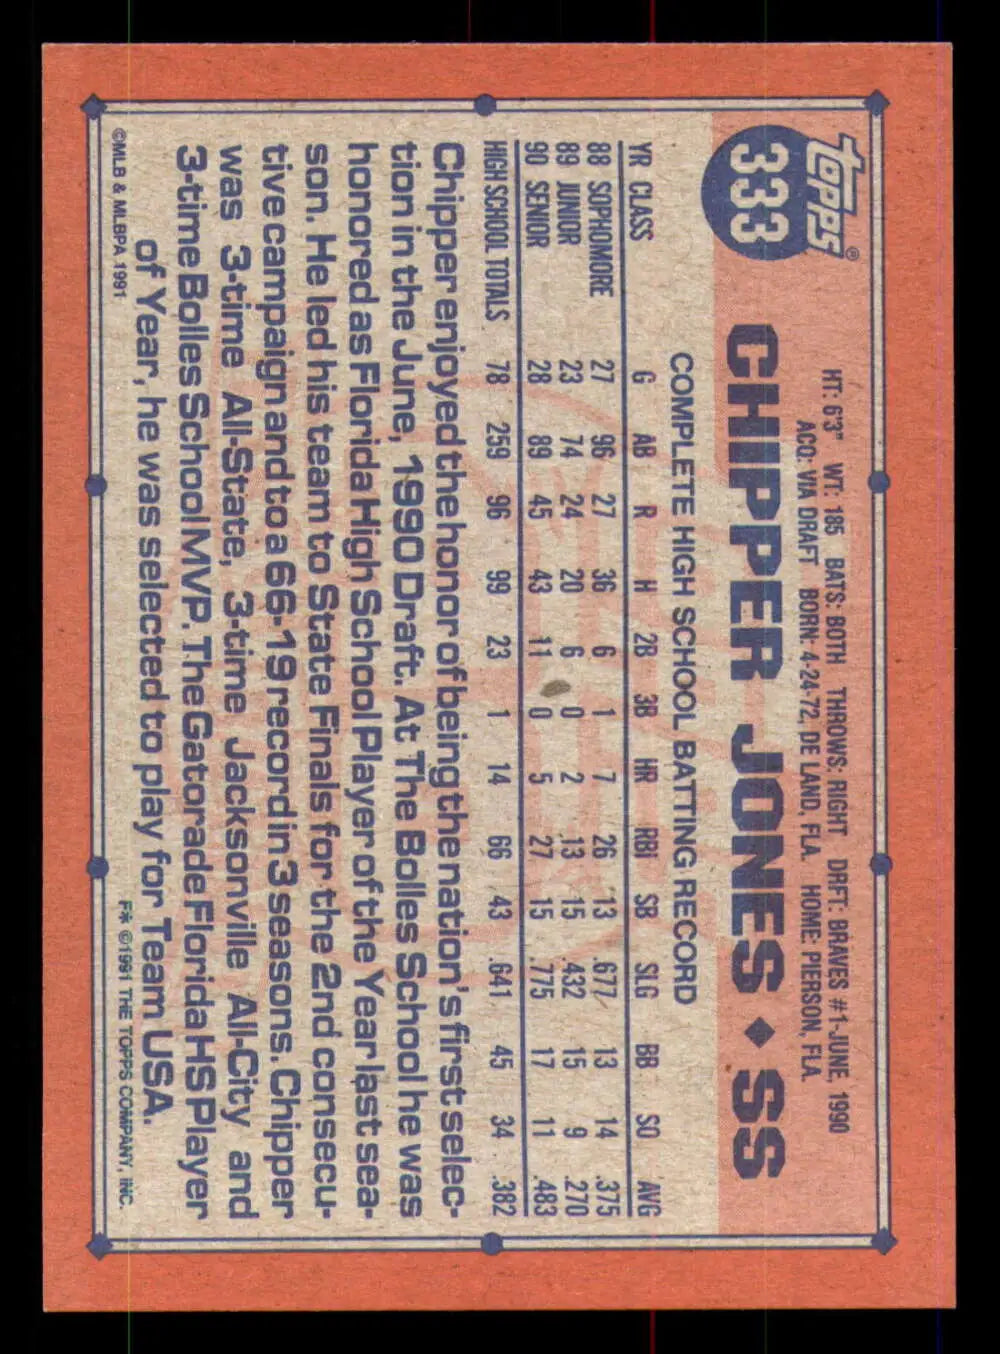 topps®
333
HT: 6'3" WT: 185 BATS: BOTH THROWS: RIGHT DRFT: BRAVES #1-JUNE, 1990
ACQ: VIA DRAFT BORN: 4-24-72, DE LAND, FLA. HOME: PIERSON, FLA.
CHIPPER JONES ◆ SS
COMPLETE HIGH SCHOOL BATTING RECORD
YR CLASS G AB R H 2B 3B HR RBI SB SLG BB SO AVG
88 SOPHOMORE 27 96 27 36 6 1 7 26 13 .677 13 14 .375
89 JUNIOR 23 74 24 20 6 0 2 13 15 .432 15 9 .270
90 SENIOR 28 89 45 43 11 0 5 27 15 .775 17 11 .483
HIGH SCHOOL TOTALS 78 259 96 99 23 1 14 66 43 .641 45 34 .382
Chipper enjoyed the honor of being the nation's first selec-
tion in the June, 1990 Draft. At The Bolles School he was
honored as Florida High School Player of the Year last sea-
son. He led his team to State Finals for the 2nd consecu-
tive campaign and to a 66-19 record in 3 seasons. Chipper
was 3-time All-State, 3-time Jacksonville All-City and
3-time Bolles School MVP. The Gatorade Florida HS Player
of Year, he was selected to play for Team USA.
©MLB & MLBPA 1991
F* ©1991 THE TOPPS COMPANY, INC.